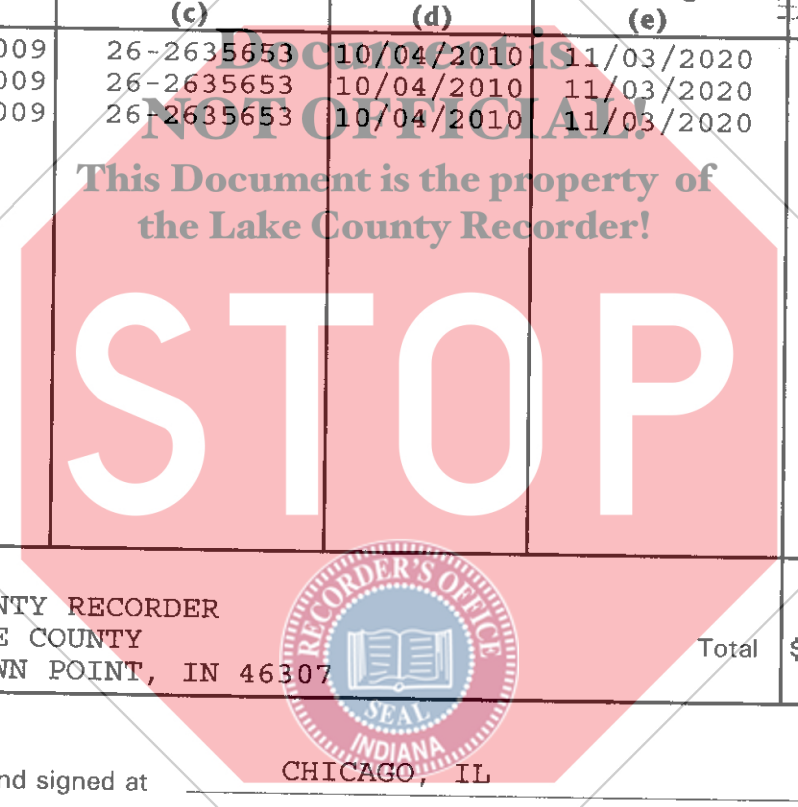 (c) (d) (e)
009 26-2635653 10/04/2010 11/03/2020
009 26-2635653 10/04/2010 11/03/2020
009 26-2635653 10/04/2010 11/03/2020
Document is
NOT OFFICIAL!
This Document is the property of
the Lake County Recorder!
STOP
NTY RECORDER
E COUNTY
WN POINT, IN 46307
Total $
RECORDER'S OFFICE
SEAL
INDIANA
nd signed at CHICAGO, IL